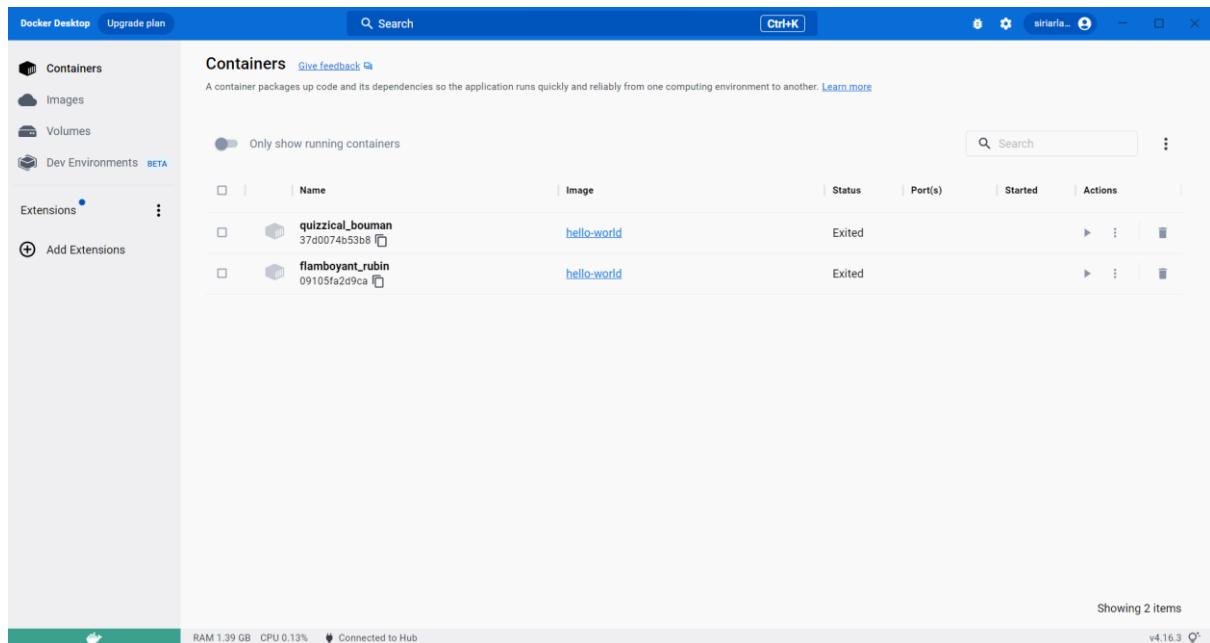 Docker Desktop Upgrade plan Search Ctrl+K siriarla...
Containers
Images
Volumes
Dev Environments BETA
Extensions
Add Extensions
Containers Give feedback
A container packages up code and its dependencies so the application runs quickly and reliably from one computing environment to another. Learn more
Only show running containers Search
Name Image Status Port(s) Started Actions
quizzical_bouman
37d0074b53b8 hello-world Exited
flamboyant_rubin
09105fa2d9ca hello-world Exited
Showing 2 items
RAM 1.39 GB CPU 0.13% Connected to Hub v4.16.3